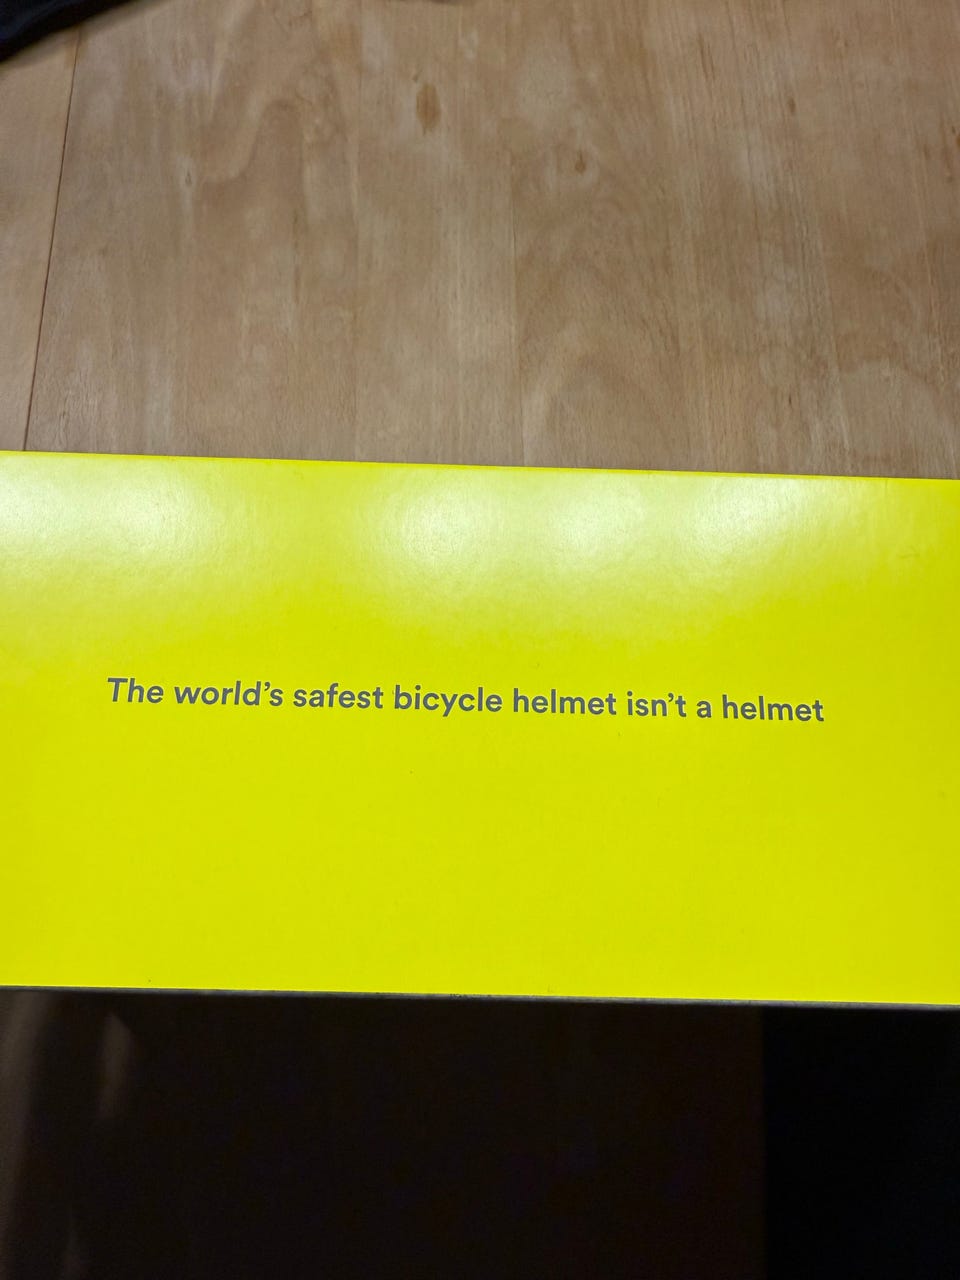 The world’s safest bicycle helmet isn’t a helmet